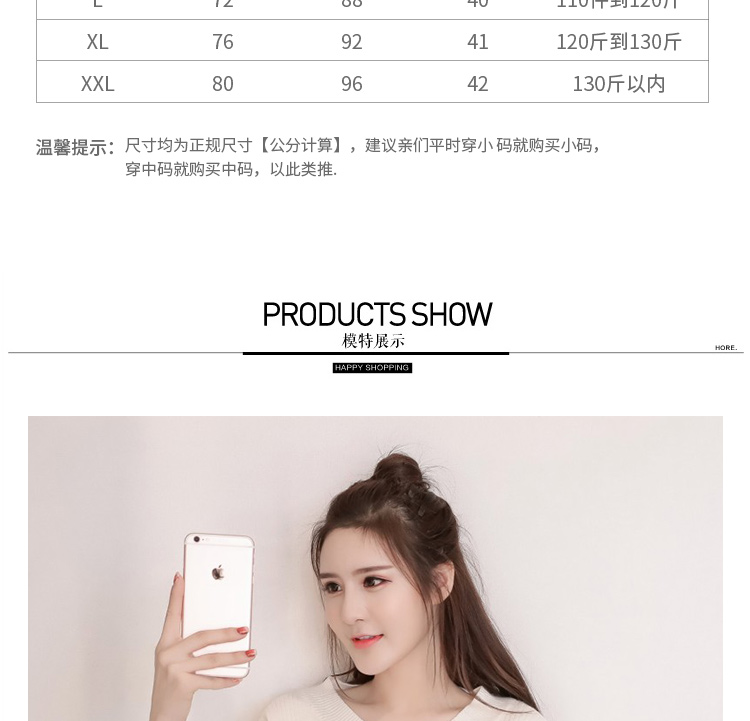 L 72 88 40 110斤到120斤
XL 76 92 41 120斤到130斤
XXL 80 96 42 130斤以内
温馨提示：尺寸均为正规尺寸【公分计算】，建议亲们平时穿小码就购买小码，
穿中码就购买中码，以此类推.
PRODUCTS SHOW
模特展示
HORE.
HAPPY SHOPPING